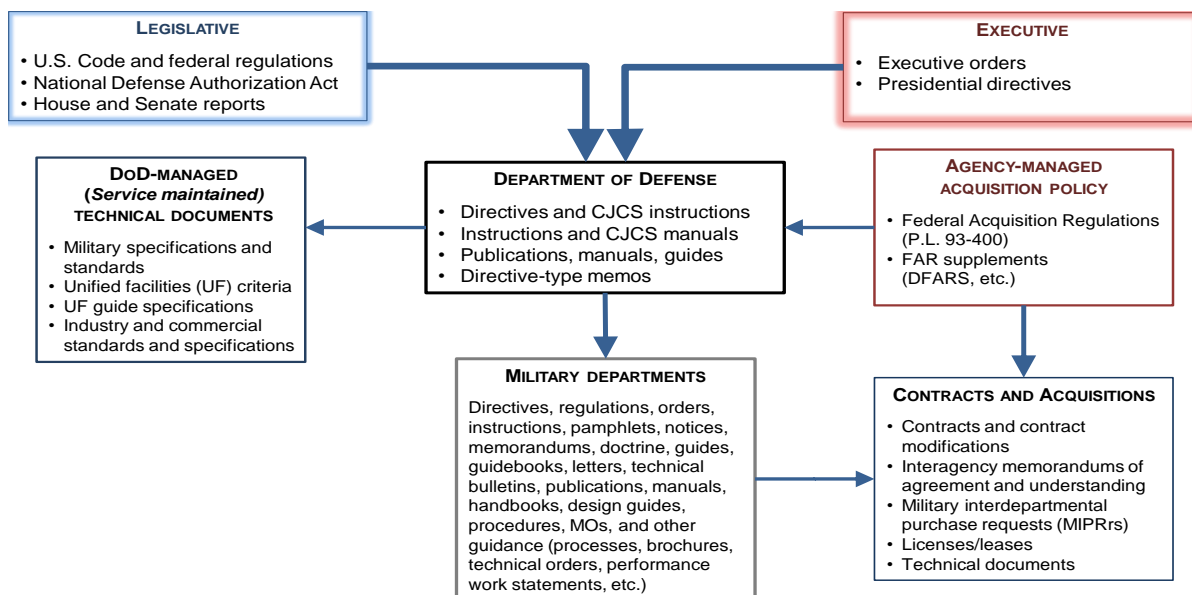 LEGISLATIVE
• U.S. Code and federal regulations
• National Defense Authorization Act
• House and Senate reports
EXECUTIVE
• Executive orders
• Presidential directives
DOD-MANAGED
(Service maintained)
TECHNICAL DOCUMENTS
• Military specifications and
standards
• Unified facilities (UF) criteria
• UF guide specifications
• Industry and commercial
standards and specifications
DEPARTMENT OF DEFENSE
• Directives and CJCS instructions
• Instructions and CJCS manuals
• Publications, manuals, guides
• Directive-type memos
AGENCY-MANAGED
ACQUISITION POLICY
• Federal Acquisition Regulations
(P.L. 93-400)
• FAR supplements
(DFARS, etc.)
MILITARY DEPARTMENTS
Directives, regulations, orders,
instructions, pamphlets, notices,
memorandums, doctrine, guides,
guidebooks, letters, technical
bulletins, publications, manuals,
handbooks, design guides,
procedures, MOs, and other
guidance (processes, brochures,
technical orders, performance
work statements, etc.)
CONTRACTS AND ACQUISITIONS
• Contracts and contract
modifications
• Interagency memorandums of
agreement and understanding
• Military interdepartmental
purchase requests (MIPRrs)
• Licenses/leases
• Technical documents